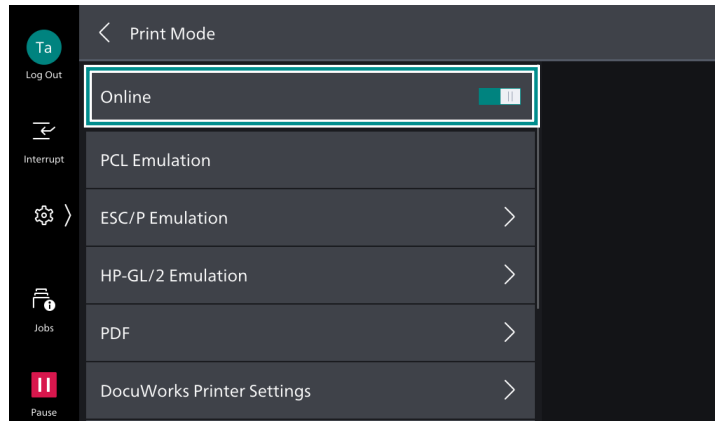 Print Mode
Ta
Log Out
Online
Interrupt
PCL Emulation
ESC/P Emulation
HP-GL/2 Emulation
Jobs
PDF
DocuWorks Printer Settings
Pause